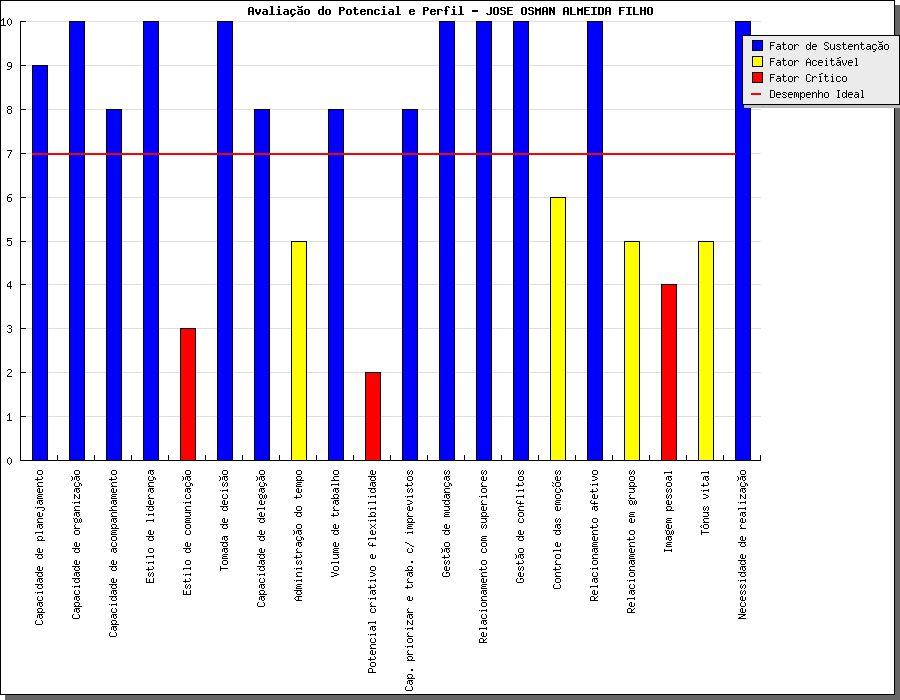 Avaliação do Potencial e Perfil - JOSE OSMAN ALMEIDA FILHO
Fator de Sustentação
Fator Aceitável
Fator Crítico
Desempenho Ideal
10
9
8
7
6
5
4
3
2
1
0
Capacidade de planejamento
Capacidade de organização
Capacidade de acompanhamento
Estilo de liderança
Estilo de comunicação
Tomada de decisão
Capacidade de delegação
Administração do tempo
Volume de trabalho
Potencial criativo e flexibilidade
Cap. priorizar e trab. c/ imprevistos
Gestão de mudanças
Relacionamento com superiores
Gestão de conflitos
Controle das emoções
Relacionamento afetivo
Relacionamento em grupos
Imagem pessoal
Tônus vital
Necessidade de realização